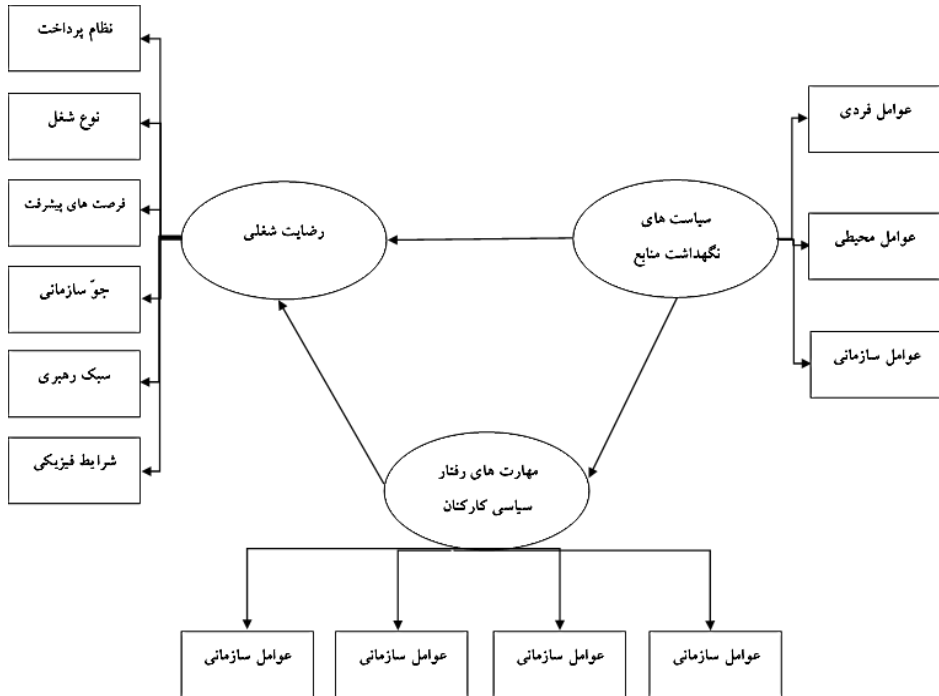 نظام پرداخت
نوع شغل
فرصت های پیشرفت
جوّ سازمانی
سبک رهبری
شرایط فیزیکی
رضایت شغلی
سیاست های
نگهداشت منابع
عوامل فردی
عوامل محیطی
عوامل سازمانی
مهارت های رفتار
سیاسی کارکنان
عوامل سازمانی
عوامل سازمانی
عوامل سازمانی
عوامل سازمانی